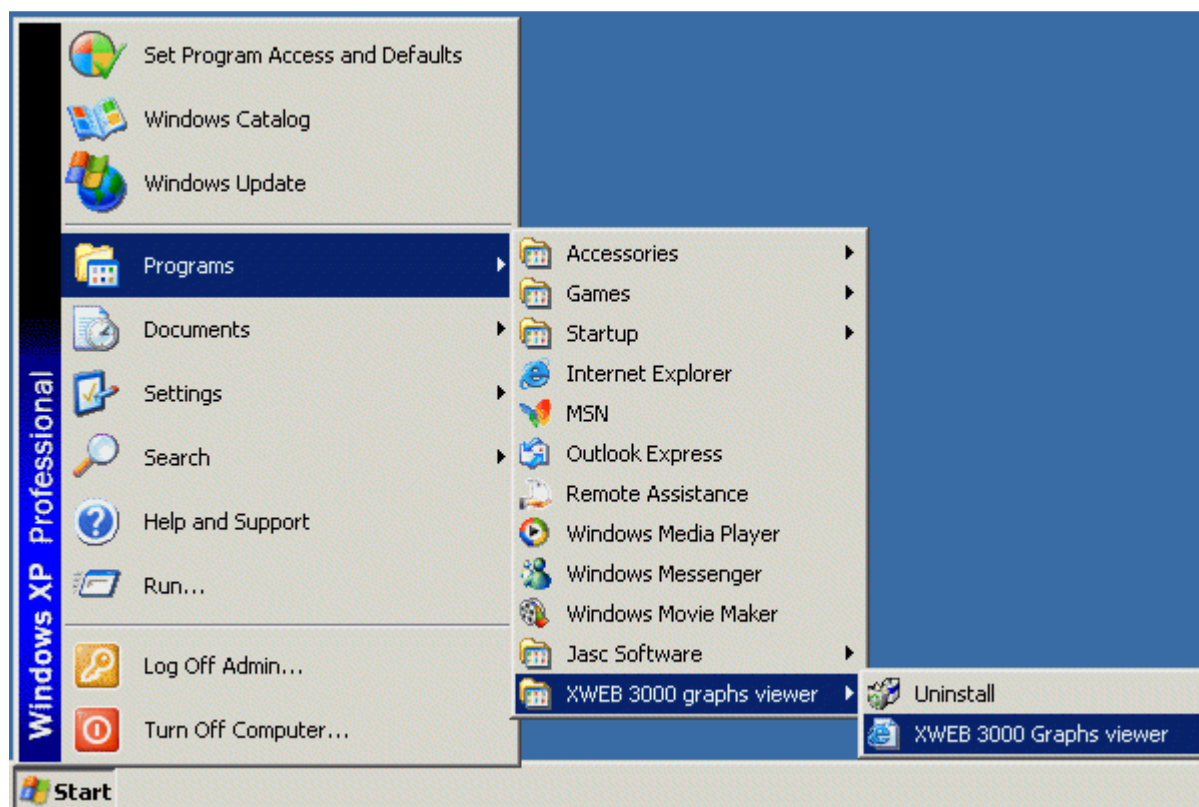 Set Program Access and Defaults
Windows Catalog
Windows Update
Programs
Documents
Settings
Search
Help and Support
Run...
Log Off Admin...
Turn Off Computer...
Windows XP Professional
Accessories
Games
Startup
Internet Explorer
MSN
Outlook Express
Remote Assistance
Windows Media Player
Windows Messenger
Windows Movie Maker
Jasc Software
XWEB 3000 graphs viewer
Uninstall
XWEB 3000 Graphs viewer
Start